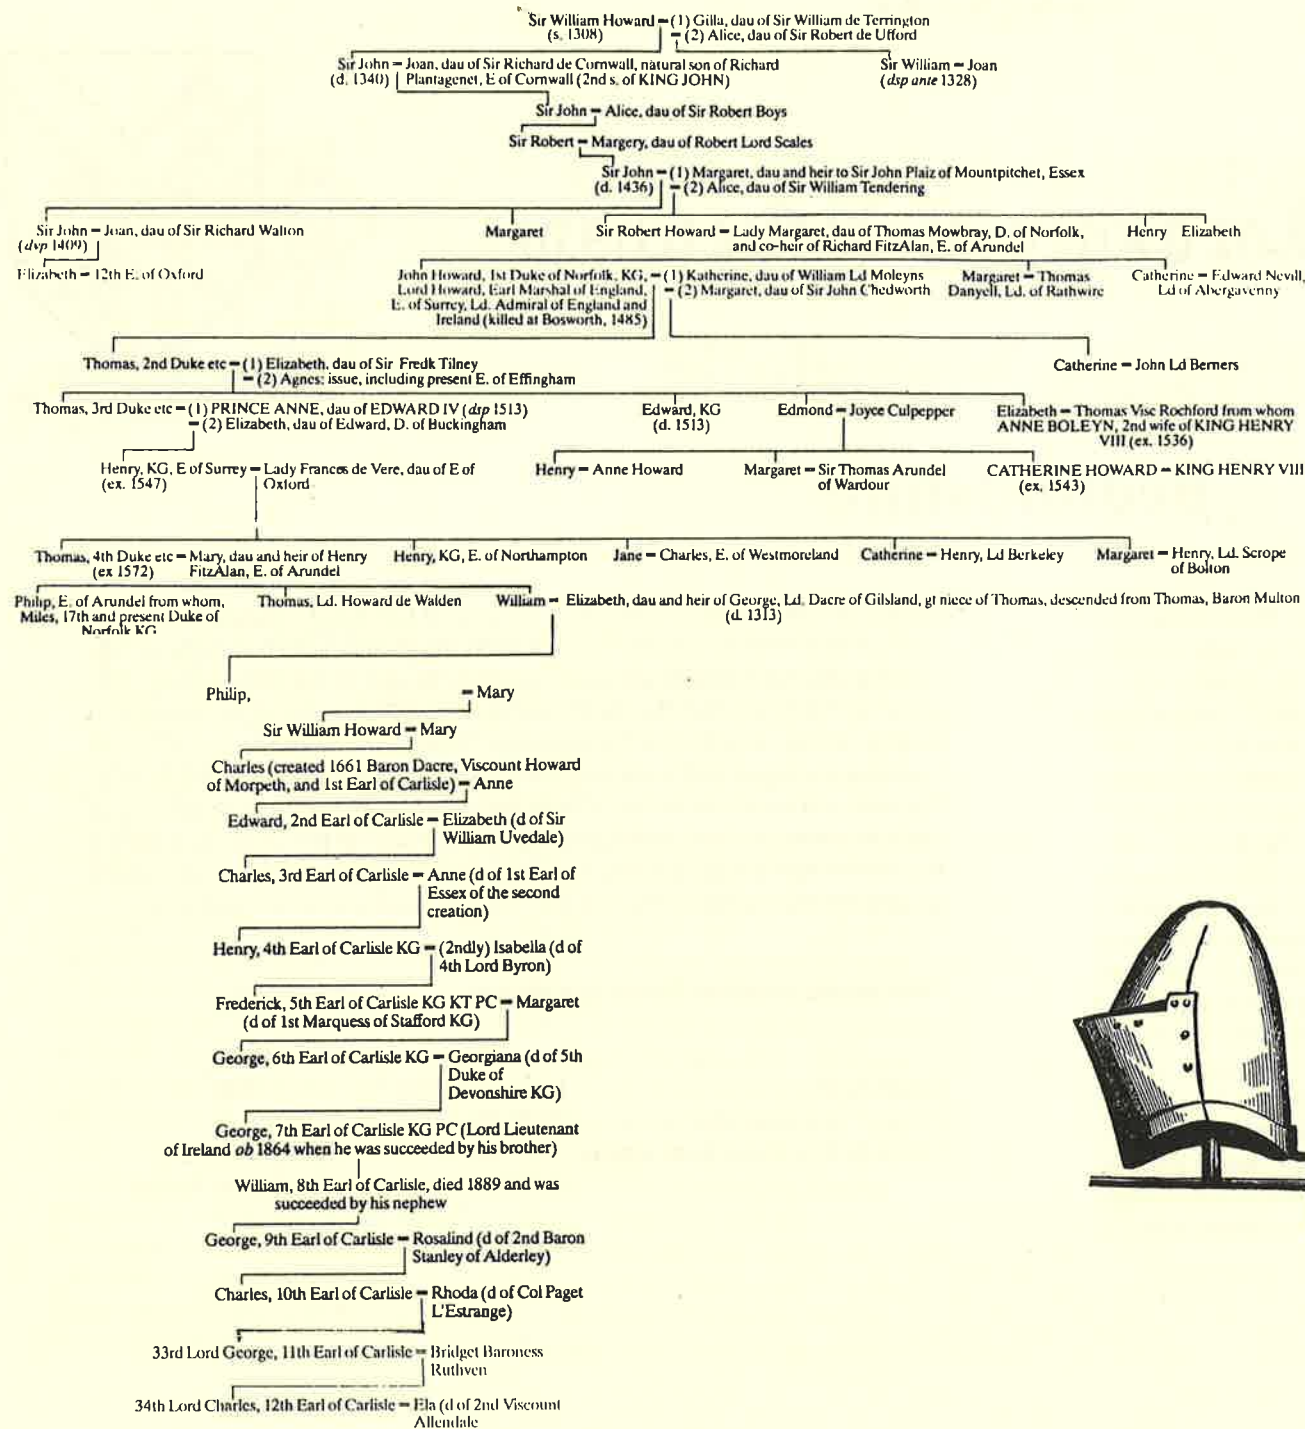 Sir William Howard = (1) Gilla, dau of Sir William de Terrington
(s. 1308) = (2) Alice, dau of Sir Robert de Ufford
Sir John = Joan, dau of Sir Richard de Cornwall, natural son of Richard
(d. 1340) Plantagenet, E of Cornwall (2nd s. of KING JOHN)
Sir William = Joan
(dsp ante 1328)
Sir John = Alice, dau of Sir Robert Boys
Sir Robert = Margery, dau of Robert Lord Scales
Sir John = (1) Margaret, dau and heir to Sir John Plaiz of Mountpitchet, Essex
(d. 1436) = (2) Alice, dau of Sir William Tendering
Sir John = Joan, dau of Sir Richard Walton
(dvp 1409)
Margaret
Sir Robert Howard = Lady Margaret, dau of Thomas Mowbray, D. of Norfolk,
and co-heir of Richard FitzAlan, E. of Arundel
Henry Elizabeth
Elizabeth = 12th E. of Oxford
John Howard, 1st Duke of Norfolk, KG, = (1) Katherine, dau of William Ld Moleyns
Lord Howard, Earl Marshal of England, = (2) Margaret, dau of Sir John Chedworth
E. of Surrey, Ld. Admiral of England and
Ireland (killed at Bosworth, 1485)
Margaret = Thomas
Danyell, Ld. of Rathwire
Catherine = Edward Nevill,
Ld of Abergavenny
Thomas, 2nd Duke etc = (1) Elizabeth, dau of Sir Fredk Tilney
= (2) Agnes: issue, including present E. of Effingham
Catherine = John Ld Berners
Thomas, 3rd Duke etc = (1) PRINCE ANNE, dau of EDWARD IV (dsp 1513)
= (2) Elizabeth, dau of Edward, D. of Buckingham
Edward, KG
(d. 1513)
Edmond = Joyce Culpepper
Elizabeth = Thomas Visc Rochford from whom
ANNE BOLEYN, 2nd wife of KING HENRY
VIII (ex. 1536)
Henry, KG, E of Surrey = Lady Frances de Vere, dau of E of
(ex. 1547) Oxford
Henry = Anne Howard
Margaret = Sir Thomas Arundel
of Wardour
CATHERINE HOWARD = KING HENRY VIII
(ex. 1543)
Thomas, 4th Duke etc = Mary, dau and heir of Henry
(ex 1572) FitzAlan, E. of Arundel
Henry, KG, E. of Northampton
Jane = Charles, E. of Westmoreland
Catherine = Henry, Ld Berkeley
Margaret = Henry, Ld. Scrope
of Bolton
Philip, E. of Arundel from whom,
Miles, 17th and present Duke of
Norfolk KG
Thomas, Ld. Howard de Walden
William = Elizabeth, dau and heir of George, Ld. Dacre of Gilsland, gt niece of Thomas, descended from Thomas, Baron Multon
(d. 1313)
Philip, = Mary
Sir William Howard = Mary
Charles (created 1661 Baron Dacre, Viscount Howard
of Morpeth, and 1st Earl of Carlisle) = Anne
Edward, 2nd Earl of Carlisle = Elizabeth (d of Sir
William Uvedale)
Charles, 3rd Earl of Carlisle = Anne (d of 1st Earl of
Essex of the second
creation)
Henry, 4th Earl of Carlisle KG = (2ndly) Isabella (d of
4th Lord Byron)
Frederick, 5th Earl of Carlisle KG KT PC = Margaret
(d of 1st Marquess of Stafford KG)
George, 6th Earl of Carlisle KG = Georgiana (d of 5th
Duke of
Devonshire KG)
George, 7th Earl of Carlisle KG PC (Lord Lieutenant
of Ireland ob 1864 when he was succeeded by his brother)
William, 8th Earl of Carlisle, died 1889 and was
succeeded by his nephew
George, 9th Earl of Carlisle = Rosalind (d of 2nd Baron
Stanley of Alderley)
Charles, 10th Earl of Carlisle = Rhoda (d of Col Paget
L'Estrange)
33rd Lord George, 11th Earl of Carlisle = Bridget Baroness
Ruthven
34th Lord Charles, 12th Earl of Carlisle = Ela (d of 2nd Viscount
Allendale